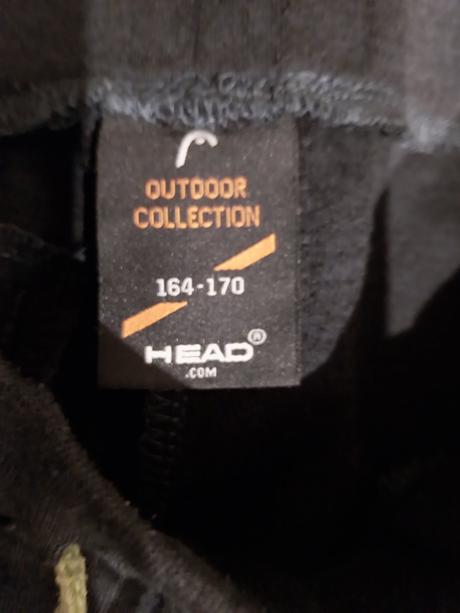 OUTDOOR
COLLECTION
164-170
HEAD®
.COM